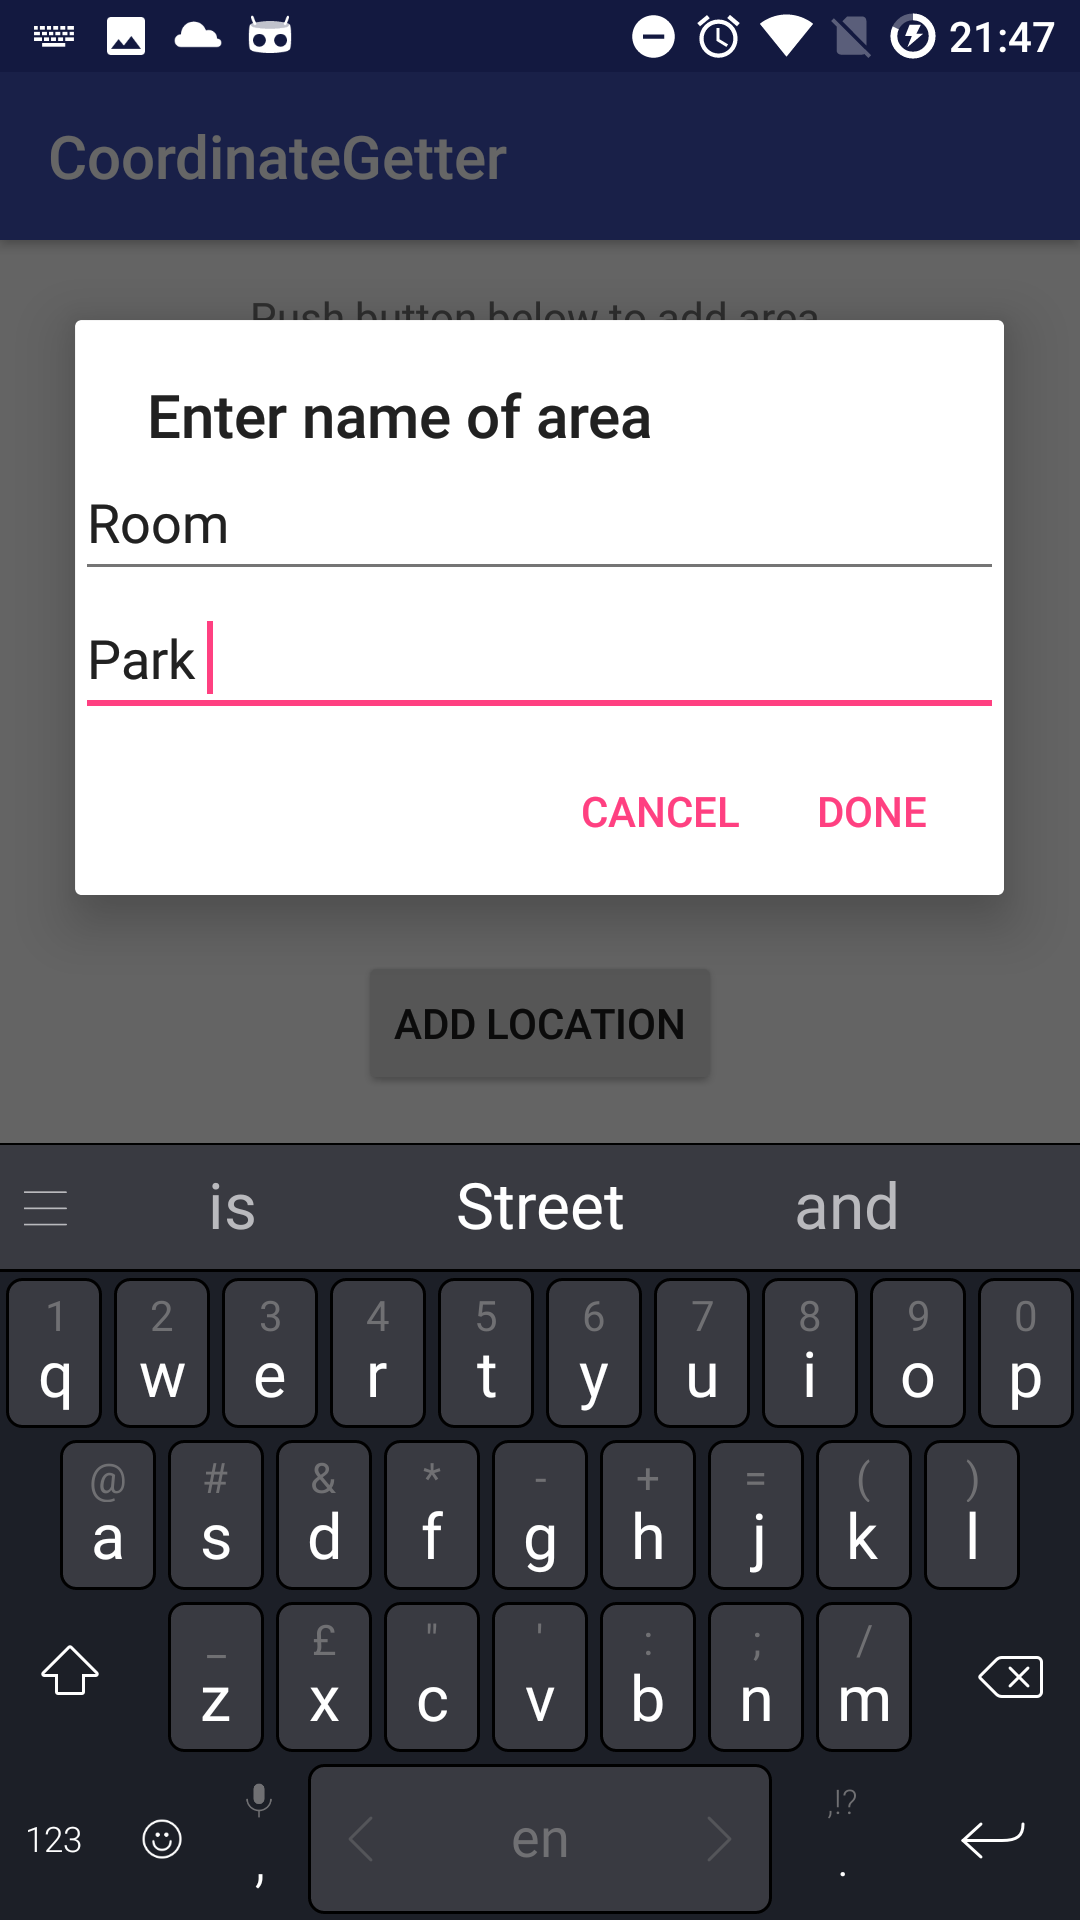 21:47
CoordinateGetter
Push button below to add area
Enter name of area
Room
Park
CANCEL DONE
ADD LOCATION
is Street and
1 2 3 4 5 6 7 8 9 0
q w e r t y u i o p
@ # & * - + = ( )
a s d f g h j k l
_ £ " ' : ; /
z x c v b n m
,!?
123 , en .